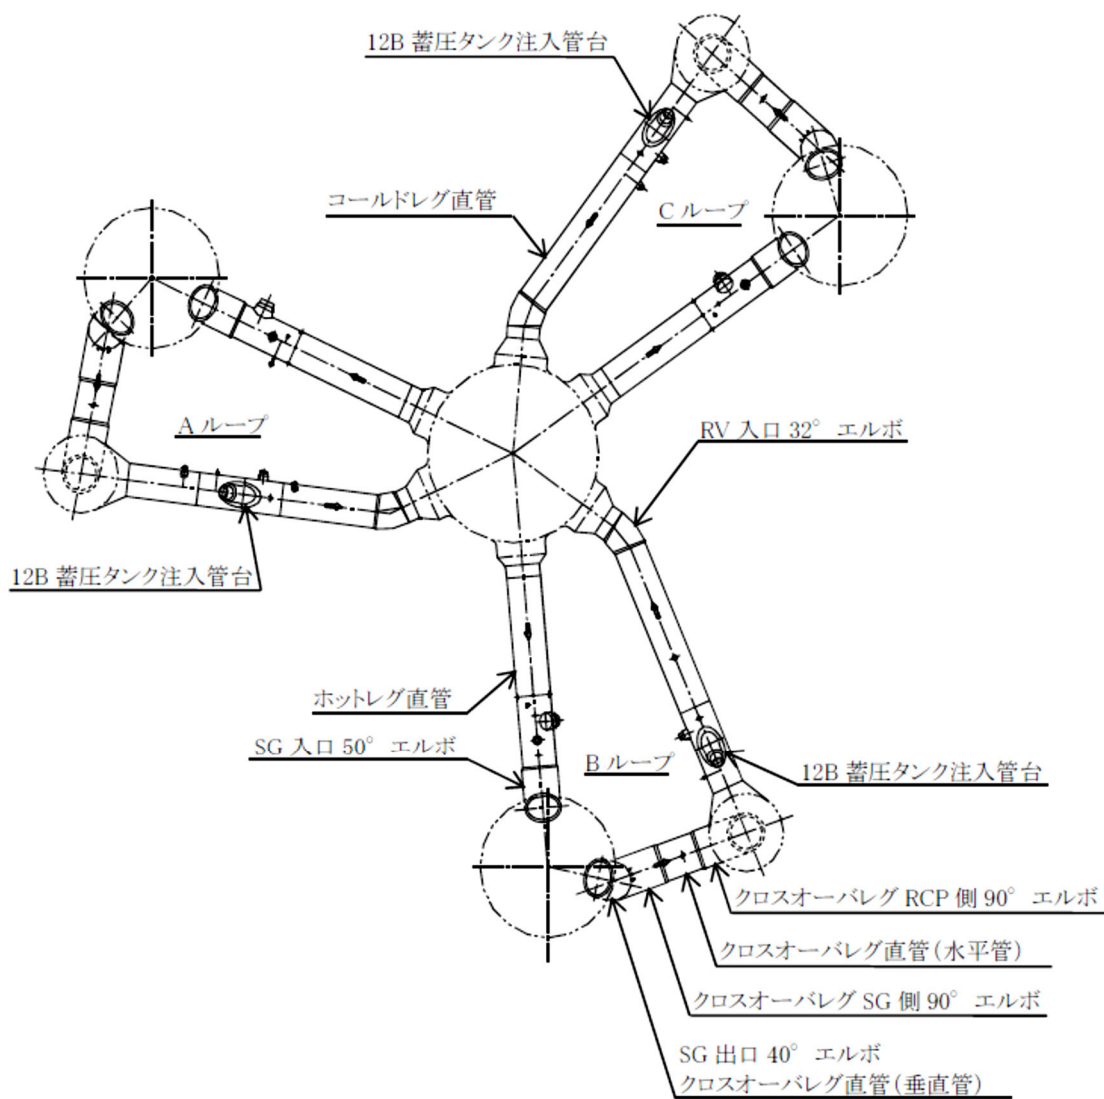 12B 蓄圧タンク注入管台
コールドレグ直管
C ループ
A ループ
RV 入口 32° エルボ
12B 蓄圧タンク注入管台
ホットレグ直管
SG 入口 50° エルボ
B ループ
12B 蓄圧タンク注入管台
クロスオーバレグ RCP 側 90° エルボ
クロスオーバレグ直管(水平管)
クロスオーバレグ SG 側 90° エルボ
SG 出口 40° エルボ
クロスオーバレグ直管(垂直管)